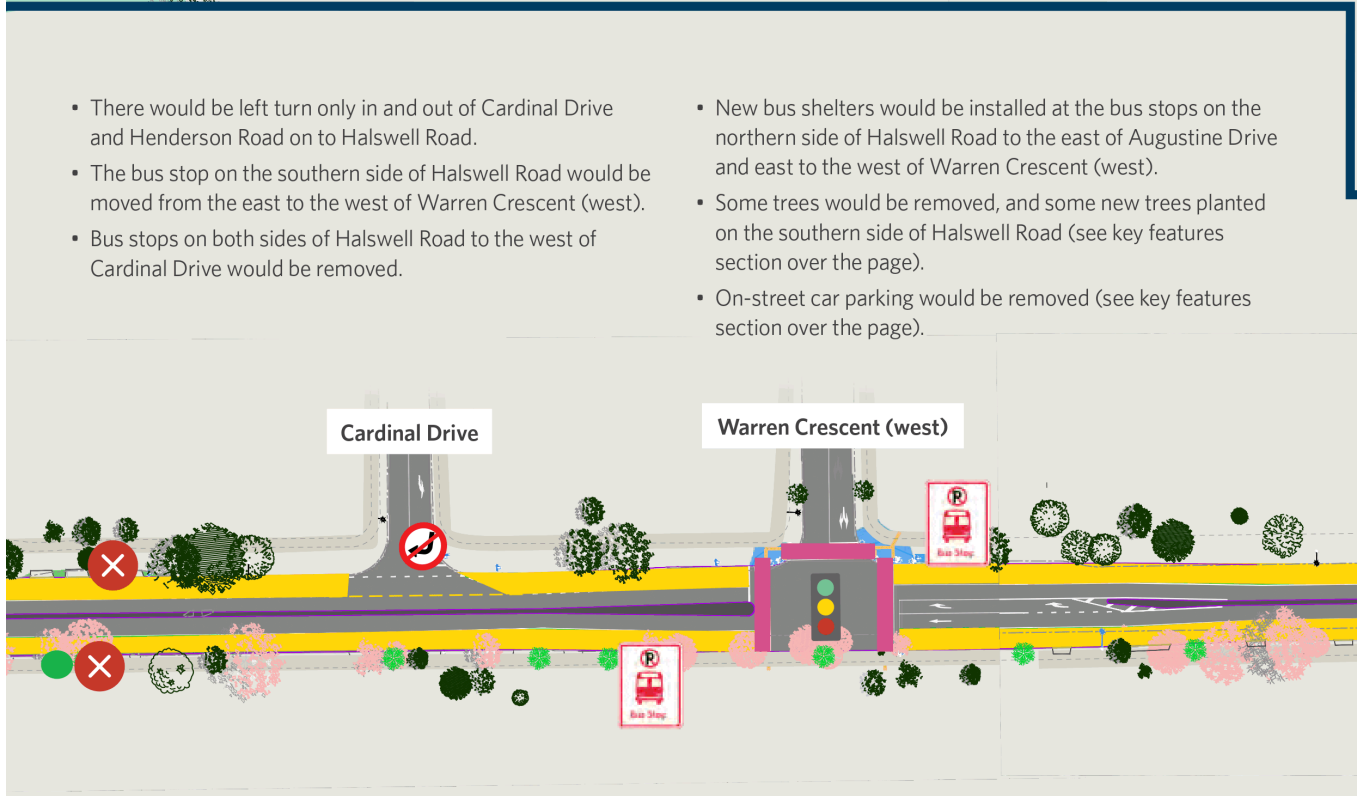 • There would be left turn only in and out of Cardinal Drive
and Henderson Road on to Halswell Road.
• The bus stop on the southern side of Halswell Road would be
moved from the east to the west of Warren Crescent (west).
• Bus stops on both sides of Halswell Road to the west of
Cardinal Drive would be removed.
• New bus shelters would be installed at the bus stops on the
northern side of Halswell Road to the east of Augustine Drive
and east to the west of Warren Crescent (west).
• Some trees would be removed, and some new trees planted
on the southern side of Halswell Road (see key features
section over the page).
• On-street car parking would be removed (see key features
section over the page).
Cardinal Drive
Warren Crescent (west)
P
Bus Stop
P
Bus Stop